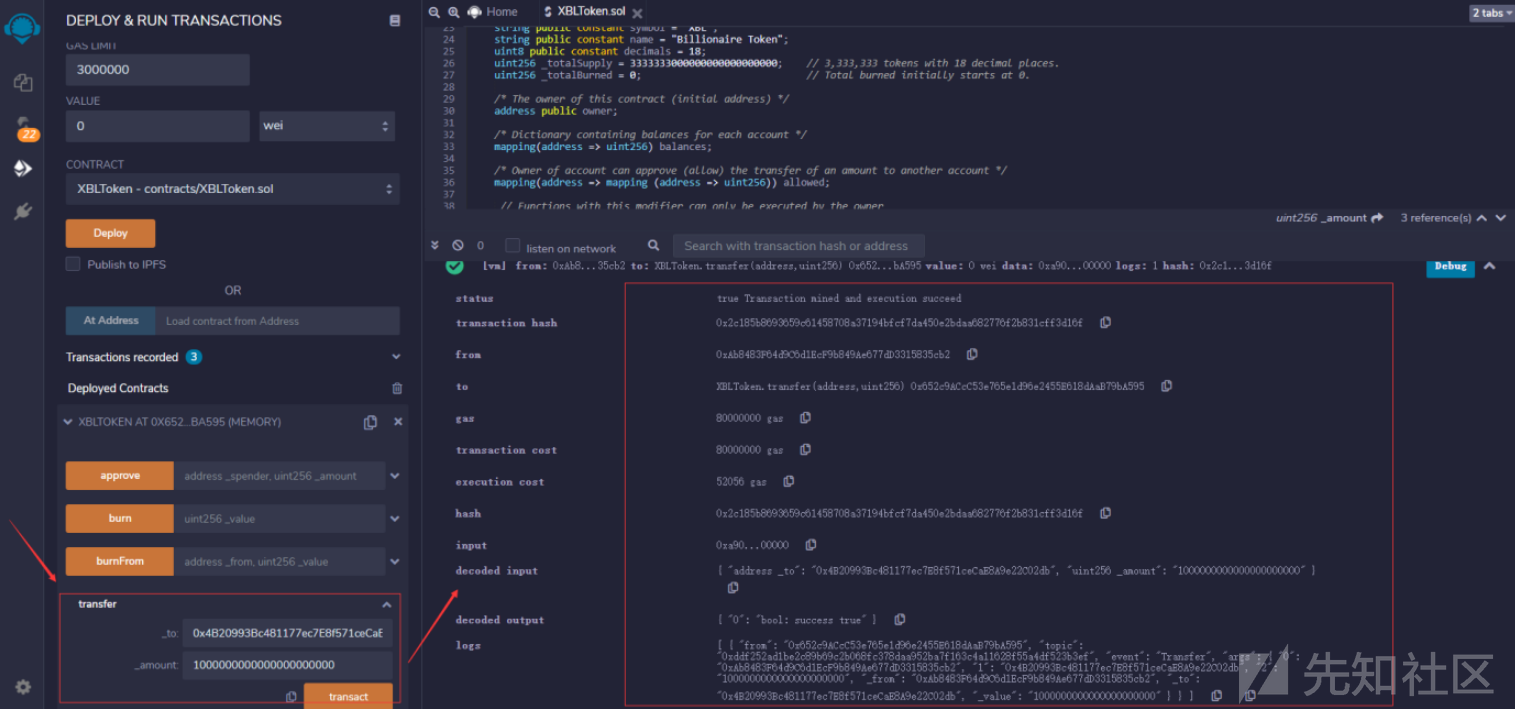 DEPLOY & RUN TRANSACTIONS
GAS LIMIT
3000000
VALUE
0
wei
CONTRACT
XBLToken - contracts/XBLToken.sol
Deploy
Publish to IPFS
OR
At Address
Load contract from Address
Transactions recorded 3
Deployed Contracts
XBLTOKEN AT 0X652...BA595 (MEMORY)
approve address _spender, uint256 _amount
burn uint256 _value
burnFrom address _from, uint256 _value
transfer
_to: 0x4B20993Bc481177ec7E8f571ceCaE
_amount:
transact
22
Home
XBLToken.sol
2 tabs
23 string public constant symbol = "XBL";
24 string public constant name = "Billionaire Token";
25 uint8 public constant decimals = 18;
26 uint256 _totalSupply = // 3,333,333 tokens with 18 decimal places.
27 uint256 _totalBurned = 0; // Total burned initially starts at 0.
28
29 /* The owner of this contract (initial address) */
30 address public owner;
31
32 /* Dictionary containing balances for each account */
33 mapping(address => uint256) balances;
34
35 /* Owner of account can approve (allow) the transfer of an amount to another account */
36 mapping(address => mapping (address => uint256)) allowed;
37
38 // Functions with this modifier can only be executed by the owner
uint256 _amount 3 reference(s)
0 listen on network Search with transaction hash or address
[vm] from: 0xAb8...35cb2 to: XBLToken.transfer(address,uint256) 0x652...bA595 value: 0 wei data: 0xa90...00000 logs: 1 hash: 0x2c1...3d16f
Debug
status true Transaction mined and execution succeed
transaction hash 0x2c185b8693659c61458708a37194bfcf7da450e2bdaa682776f2b831cff3d16f
from 0xAb8483F64d9C6d1EcF9b849Ae677dD3315835cb2
to XBLToken.transfer(address,uint256) 0x652c9ACcC53e765e1d96e2455E618dAaB79bA595
gas 80000000 gas
transaction cost 80000000 gas
execution cost 52056 gas
hash 0x2c185b8693659c61458708a37194bfcf7da450e2bdaa682776f2b831cff3d16f
input 0xa90...00000
decoded input { "address _to": "0x4B20993Bc481177ec7E8f571ceCaE8A9e22C02db", "uint256 _amount": }
decoded output { "0": "bool: success true" }
logs [ { "from": "0x652c9ACcC53e765e1d96e2455E618dAaB79bA595", "topic":
"0xddf252ad1be2c89b69c2b068fc378daa952ba7f163c4a11628f55a4df523b3ef", "event": "Transfer", "args": { "0":
"0xAb8483F64d9C6d1EcF9b849Ae677dD3315835cb2", "1": "0x4B20993Bc481177ec7E8f571ceCaE8A9e22C02db", "2":
"_from": "0xAb8483F64d9C6d1EcF9b849Ae677dD3315835cb2", "_to":
"0x4B20993Bc481177ec7E8f571ceCaE8A9e22C02db", "_value": } } ]
先知社区